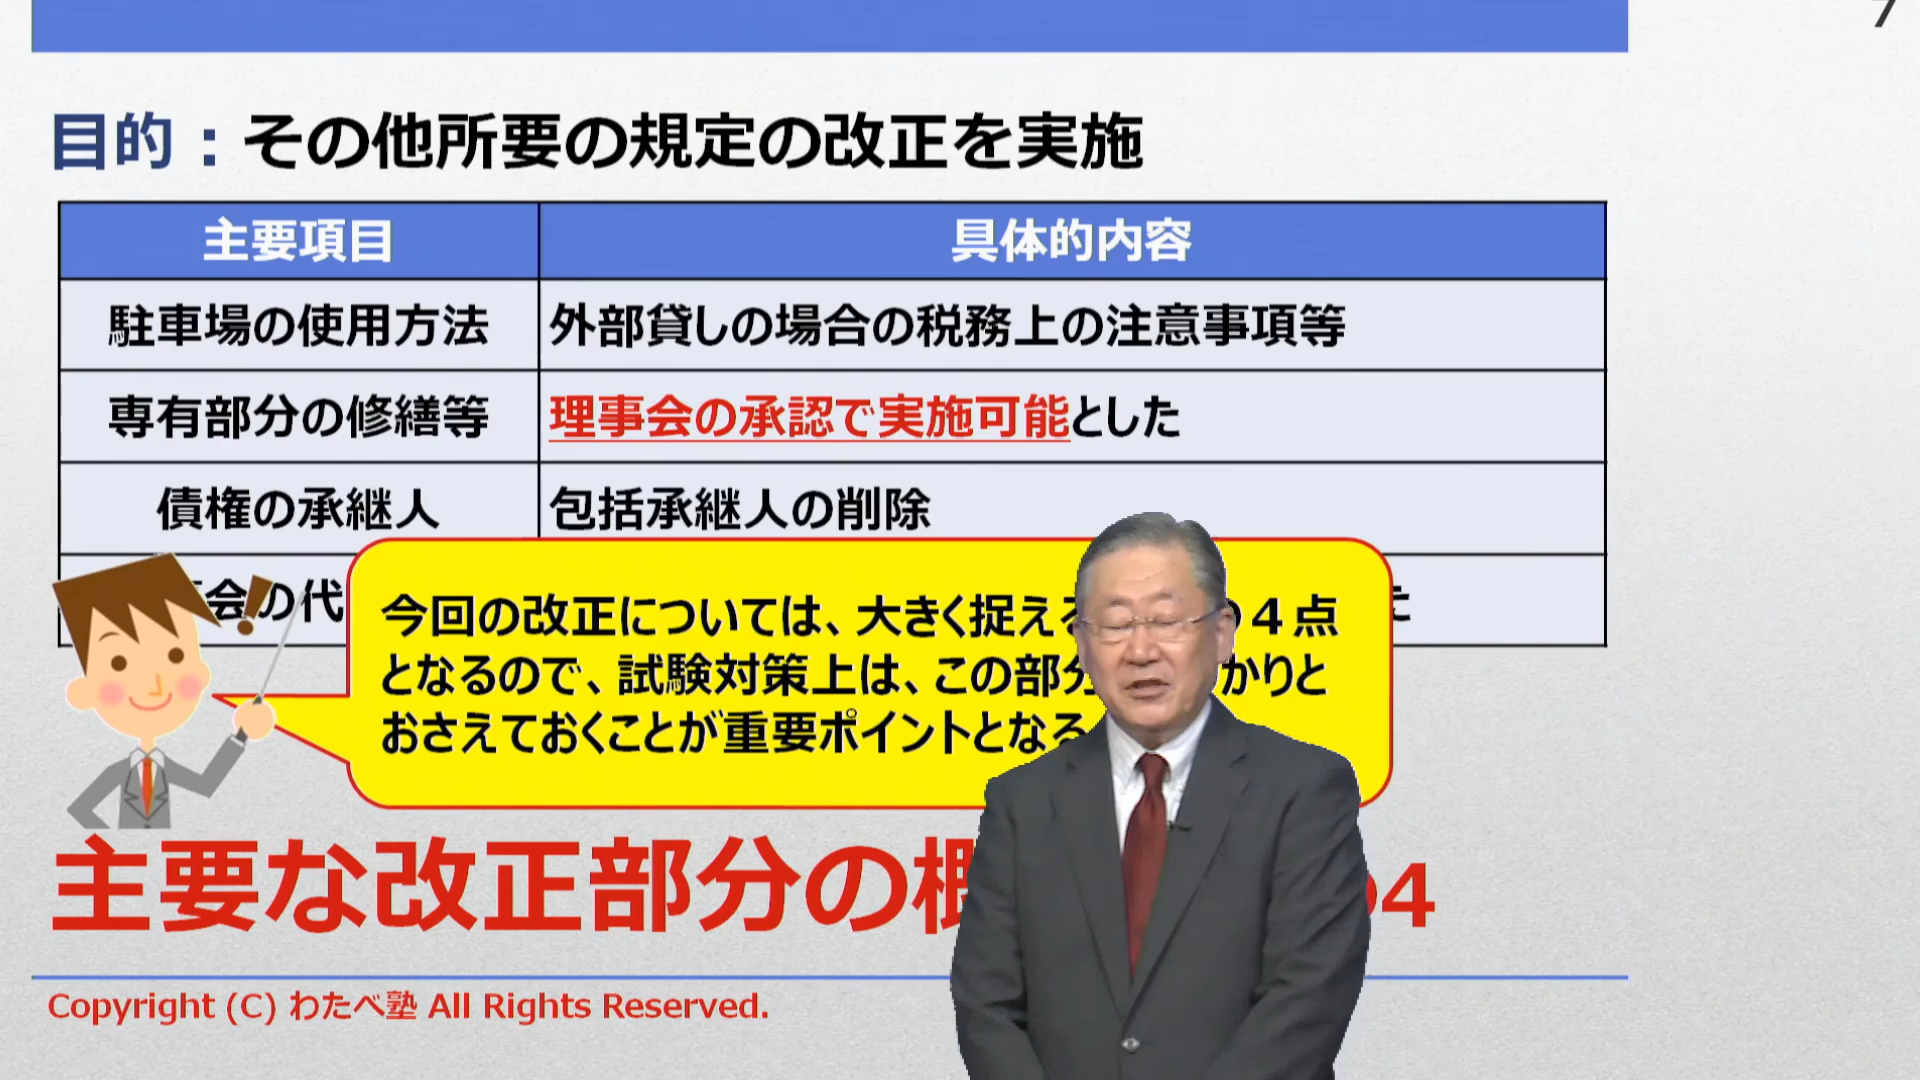 7
目的：その他所要の規定の改正を実施
主要項目 具体的内容
駐車場の使用方法 外部貸しの場合の税務上の注意事項等
専有部分の修繕等 理事会の承認で実施可能とした
債権の承継人 包括承継人の削除
会の代 た
今回の改正については、大きく捉える ４点
となるので、試験対策上は、この部分 かりと
おさえておくことが重要ポイントとなる
主要な改正部分の概 4
Copyright (C) わたべ塾 All Rights Reserved.